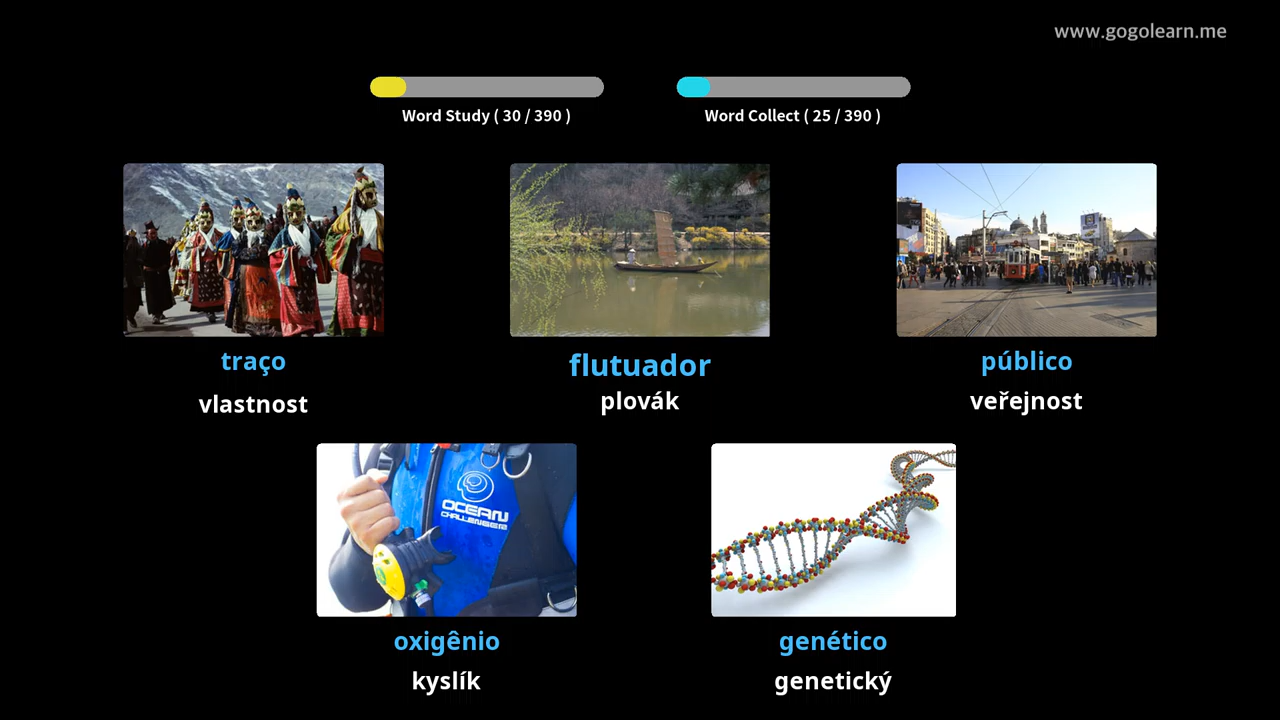 www.gogolearn.me
Word Study ( 30 / 390 )
Word Collect ( 25 / 390 )
traço
flutuador
público
vlastnost
plovák
veřejnost
OCEAN
CHALLENGER
oxigênio
genético
kyslík
genetický